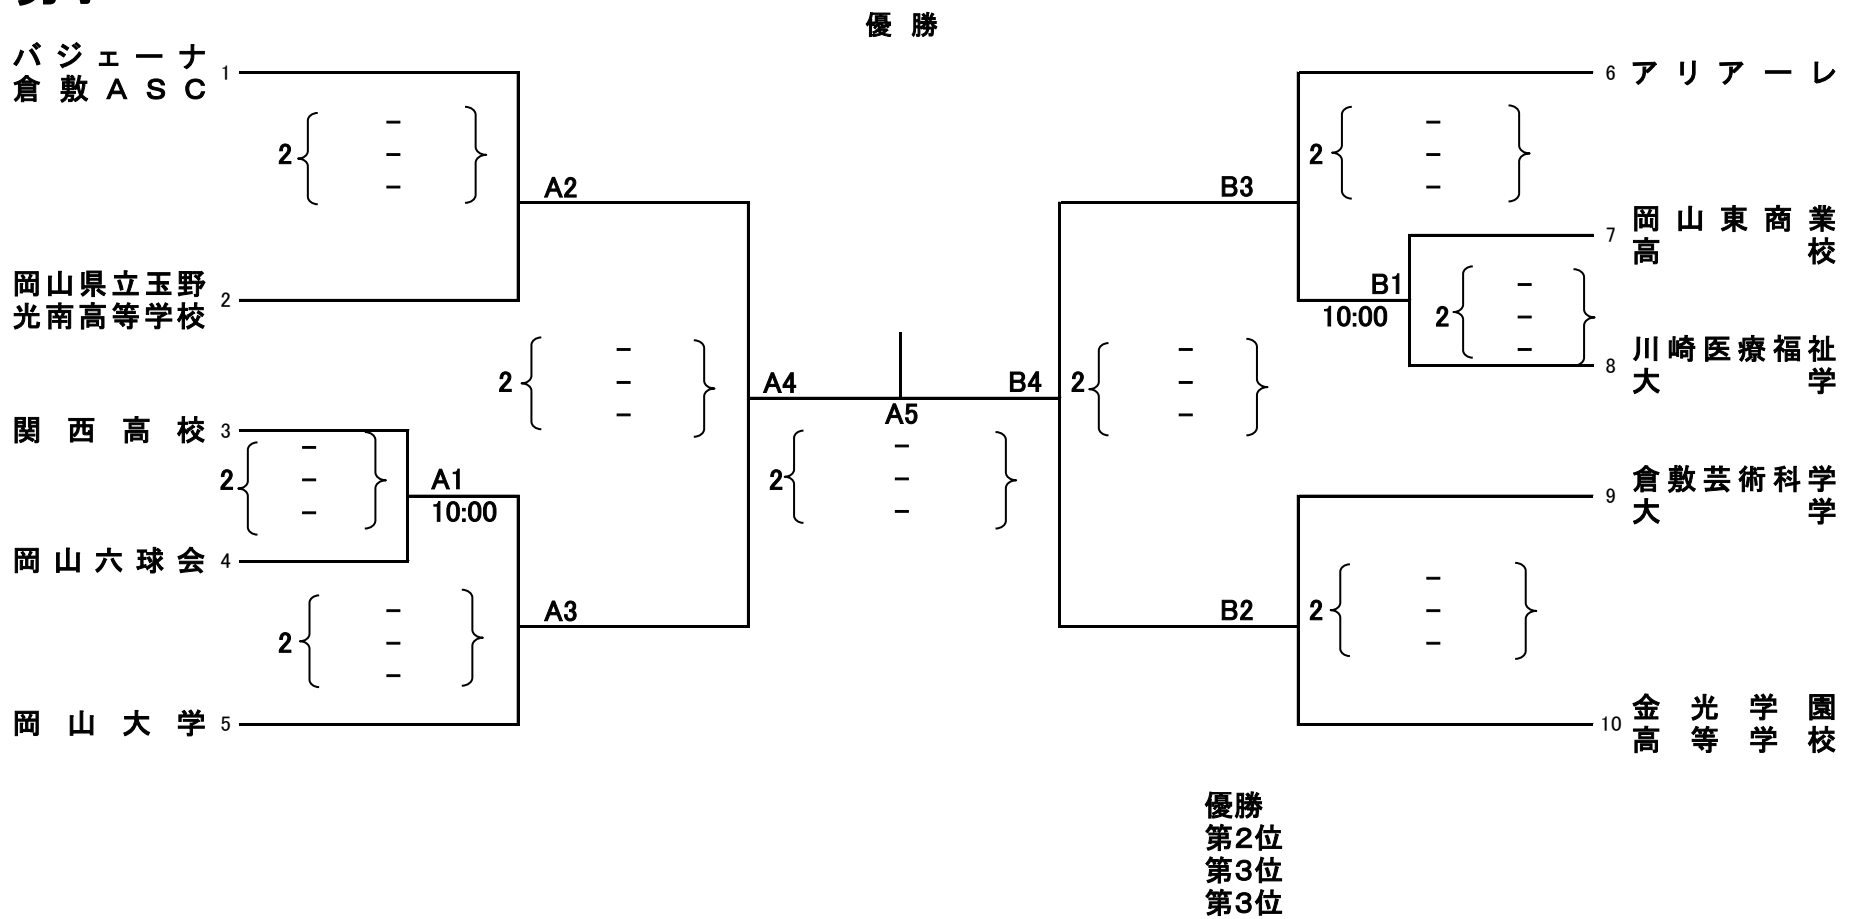 優勝
バジェーナ
倉敷ASC
1
2
–
–
–
A2
岡山県立玉野
光南高等学校
2
2
–
–
–
A4
関西高校
3
2
–
–
–
A1
10:00
岡山六球会
4
2
–
–
–
A3
岡山大学
5
A5
2
–
–
–
6
アリアーレ
2
–
–
–
B3
7
岡山東商業
高校
B1
10:00
2
–
–
–
8
川崎医療福祉
大学
B4
2
–
–
–
9
倉敷芸術科学
大学
B2
2
–
–
–
10
金光学園
高等学校
優勝
第2位
第3位
第3位